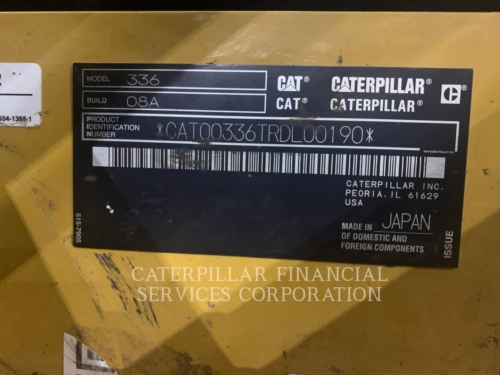 MODEL 336 CAT® CATERPILLAR®
BUILD 08A CAT® CATERPILLAR®
PRODUCT IDENTIFICATION NUMBER *CAT00336TRDL00190*
CATERPILLAR INC.
PEORIA, IL 61629
USA
MADE IN JAPAN
OF DOMESTIC AND
FOREIGN COMPONENTS
ISSUE
515-7905
CATERPILLAR FINANCIAL
SERVICES CORPORATION